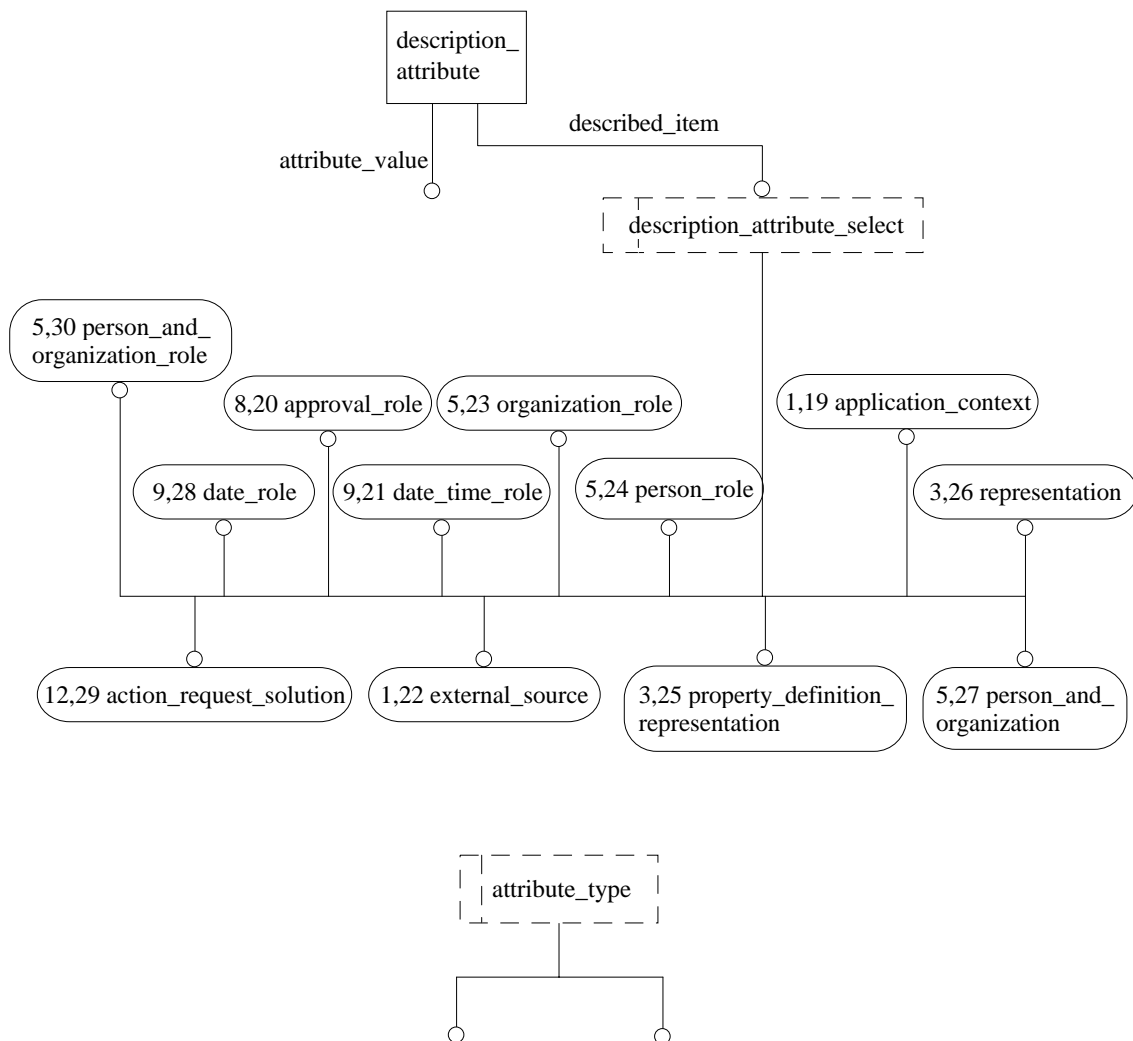 description_
attribute
described_item
attribute_value
description_attribute_select
5,30 person_and_
organization_role
8,20 approval_role
5,23 organization_role
1,19 application_context
9,28 date_role
9,21 date_time_role
5,24 person_role
3,26 representation
12,29 action_request_solution
1,22 external_source
3,25 property_definition_
representation
5,27 person_and_
organization
attribute_type